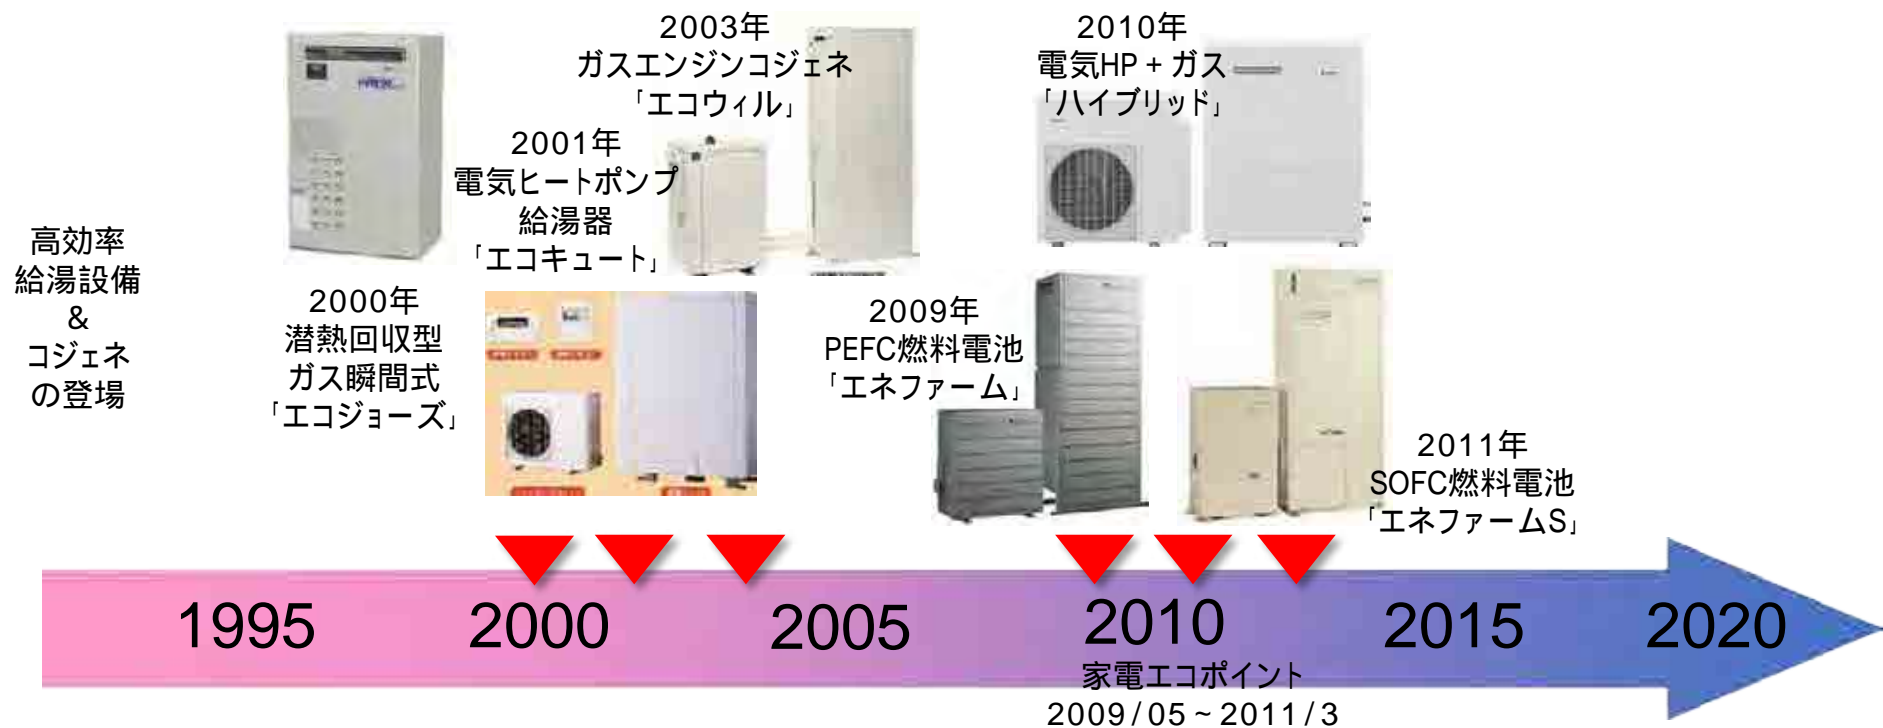 高効率
給湯設備
&
コジェネ
の登場
2000年
潜熱回収型
ガス瞬間式
「エコジョーズ」
2001年
電気ヒートポンプ
給湯器
「エコキュート」
2003年
ガスエンジンコジェネ
「エコウィル」
2009年
PEFC燃料電池
「エネファーム」
2010年
電気HP+ガス
「ハイブリッド」
2011年
SOFC燃料電池
「エネファームS」
1995
2000
2005
2010
2015
2020
家電エコポイント
2009/05~2011/3